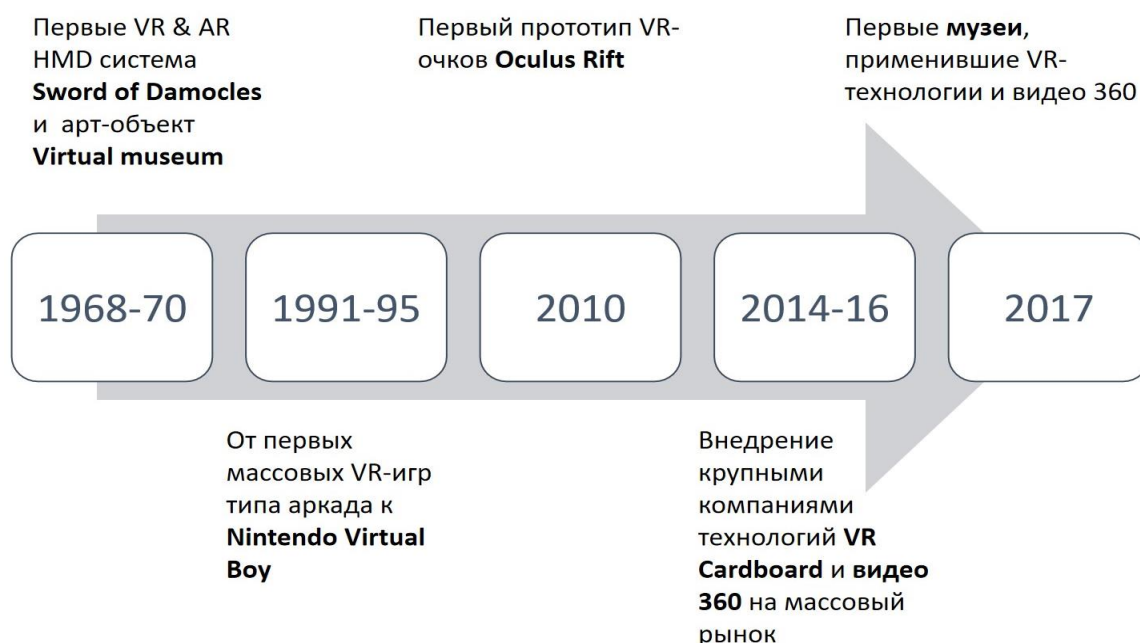 Первые VR & AR
HMD система
Sword of Damocles
и арт-объект
Virtual museum
Первый прототип VR-
очков Oculus Rift
Первые музеи,
применившие VR-
технологии и видео 360
1968-70
1991-95
2010
2014-16
2017
От первых
массовых VR-игр
типа аркада к
Nintendo Virtual
Boy
Внедрение
крупными
компаниями
технологий VR
Cardboard и видео
360 на массовый
рынок